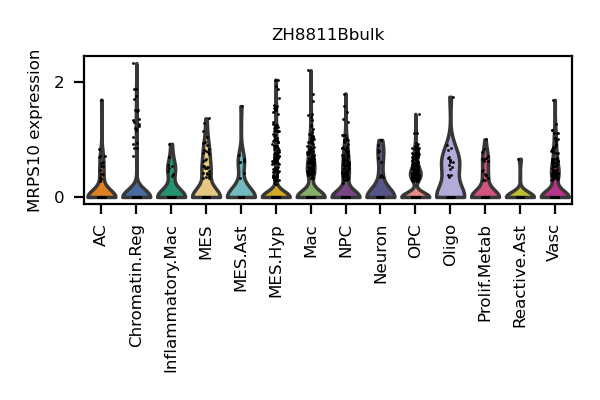 ZH8811Bbulk
MRPS10 expression
2
0
AC
Chromatin.Reg
Inflammatory.Mac
MES
MES.Ast
MES.Hyp
Mac
NPC
Neuron
OPC
Oligo
Prolif.Metab
Reactive.Ast
Vasc